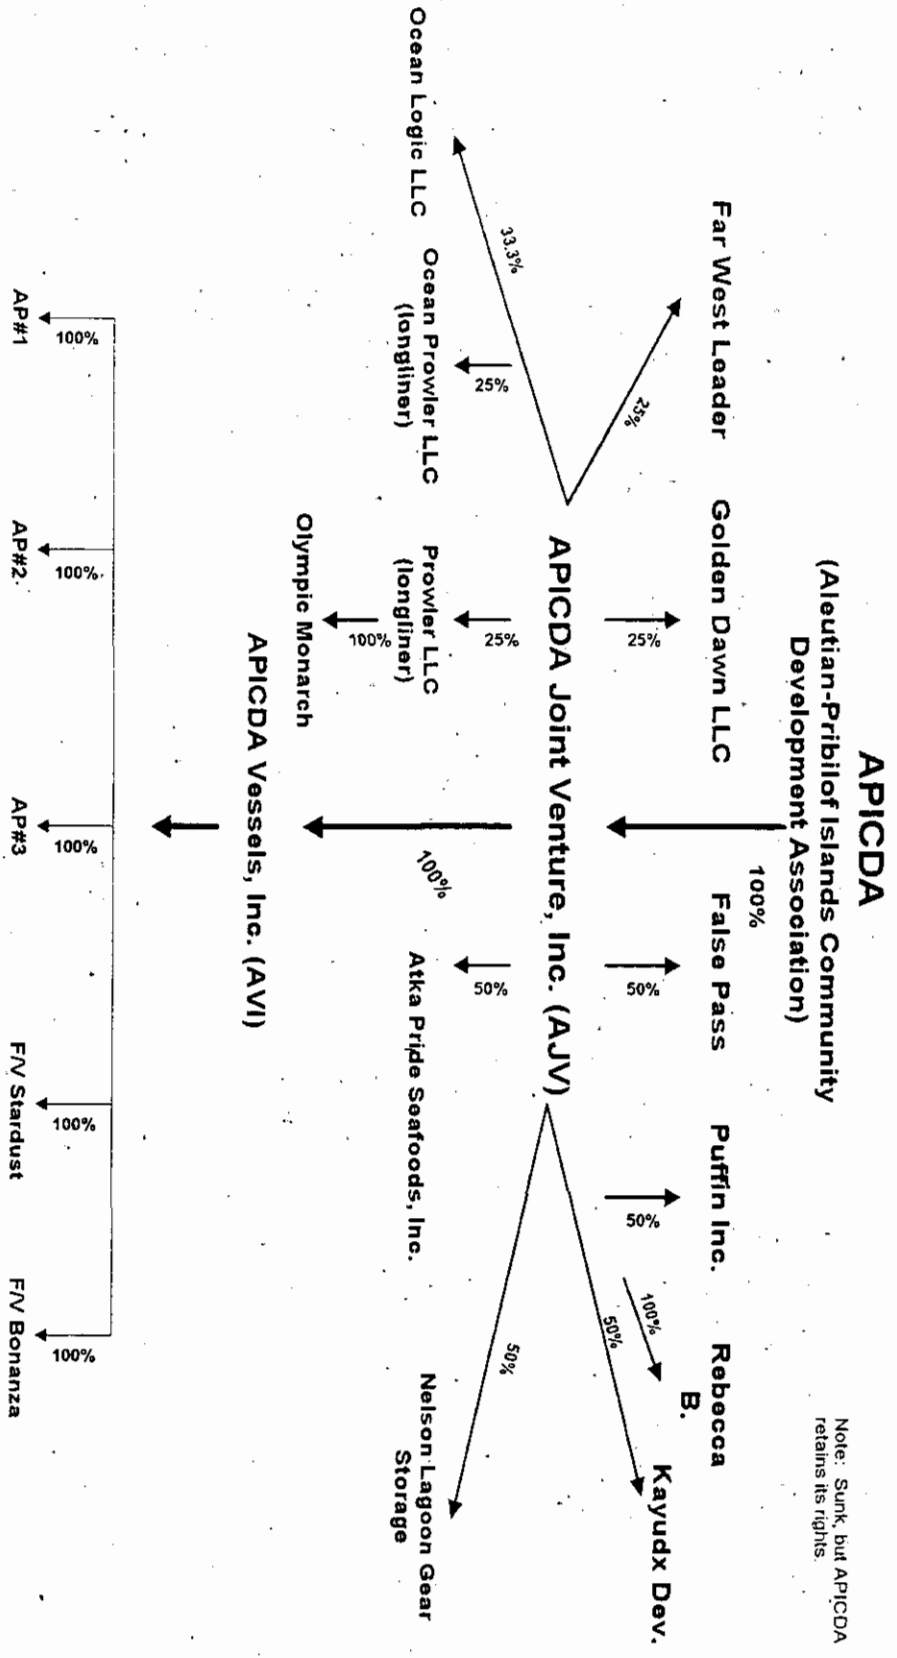 APICDA
(Aleutian-Pribilof Islands Community
Development Association)
Note: Sunk, but APICDA
retains its rights.
100%
Far West Leader
Golden Dawn LLC
False Pass
Puffin Inc.
Rebecca
B.
Kayudx Dev.
25%
25%
50%
50%
100%
50%
APICDA Joint Venture, Inc. (AJV)
33.3%
25%
25%
50%
50%
Ocean Logic LLC
Ocean Prowler LLC
(longliner)
Prowler LLC
(longliner)
100%
Atka Pride Seafoods, Inc.
Nelson Lagoon Gear
Storage
100%
Olympic Monarch
APICDA Vessels, Inc. (AVI)
100%
100%
100%
100%
100%
AP#1
AP#2
AP#3
F/V Stardust
F/V Bonanza